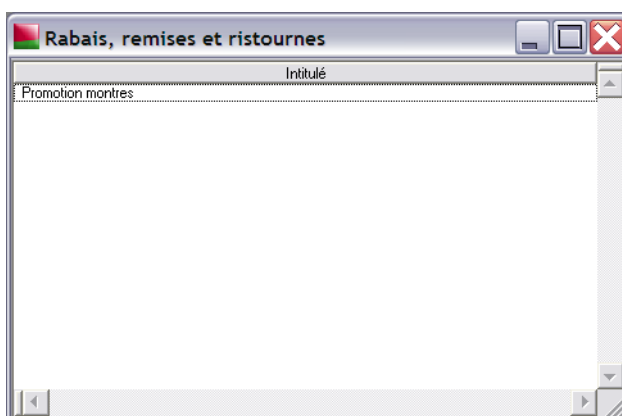 Rabais, remises et ristournes
Intitulé
Promotion montres